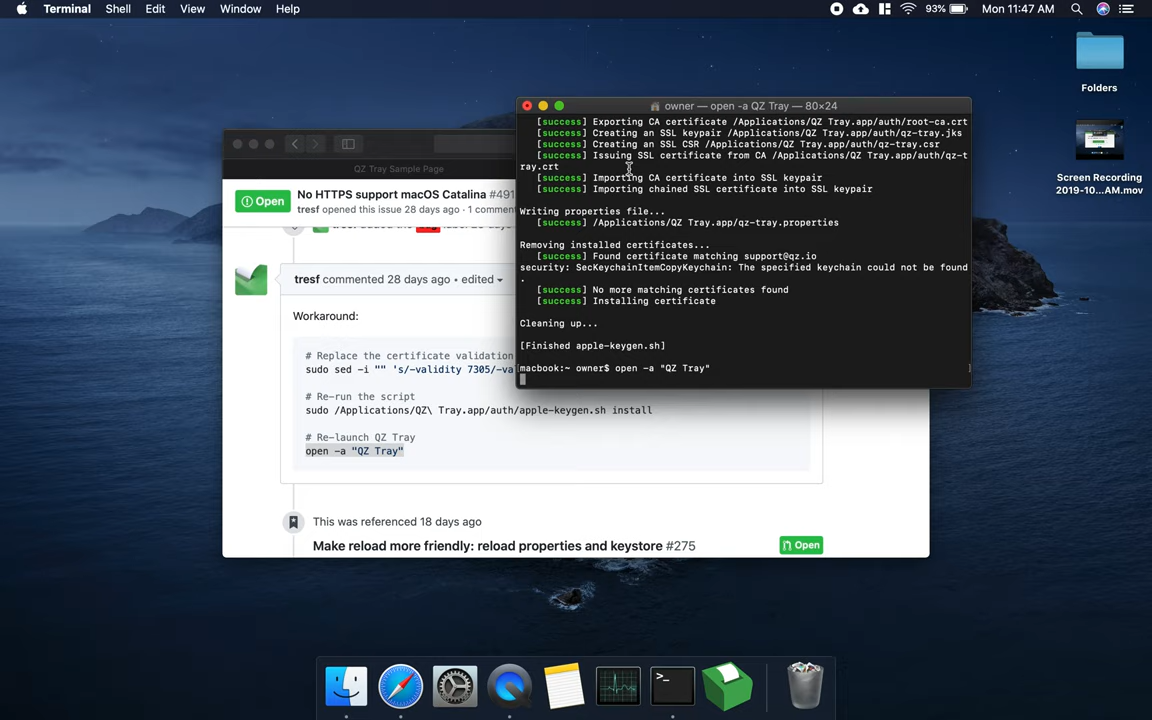 Terminal Shell Edit View Window Help 93% Mon 11:47 AM
Folders
Screen Recording
2019-10...AM.mov
owner — open -a QZ Tray — 80×24
[success] Exporting CA certificate /Applications/QZ Tray.app/auth/root-ca.crt
[success] Creating an SSL keypair /Applications/QZ Tray.app/auth/qz-tray.jks
[success] Creating an SSL CSR /Applications/QZ Tray.app/auth/qz-tray.csr
[success] Issuing SSL certificate from CA /Applications/QZ Tray.app/auth/qz-t
ray.crt
[success] Importing CA certificate into SSL keypair
[success] Importing chained SSL certificate into SSL keypair
Writing properties file...
[success] /Applications/QZ Tray.app/qz-tray.properties
Removing installed certificates...
[success] Found certificate matching support@qz.io
security: SecKeychainItemCopyKeychain: The specified keychain could not be found
.
[success] No more matching certificates found
[success] Installing certificate
Cleaning up...
[Finished apple-keygen.sh]
macbook:~ owner$ open -a "QZ Tray"
QZ Tray Sample Page
Open
No HTTPS support macOS Catalina #491
tresf opened this issue 28 days ago · 1 comment
tresf commented 28 days ago • edited
Workaround:
# Replace the certificate validation
sudo sed -i "" 's/-validity 7305/-va
# Re-run the script
sudo /Applications/QZ\ Tray.app/auth/apple-keygen.sh install
# Re-launch QZ Tray
open -a "QZ Tray"
This was referenced 18 days ago
Make reload more friendly: reload properties and keystore #275
Open